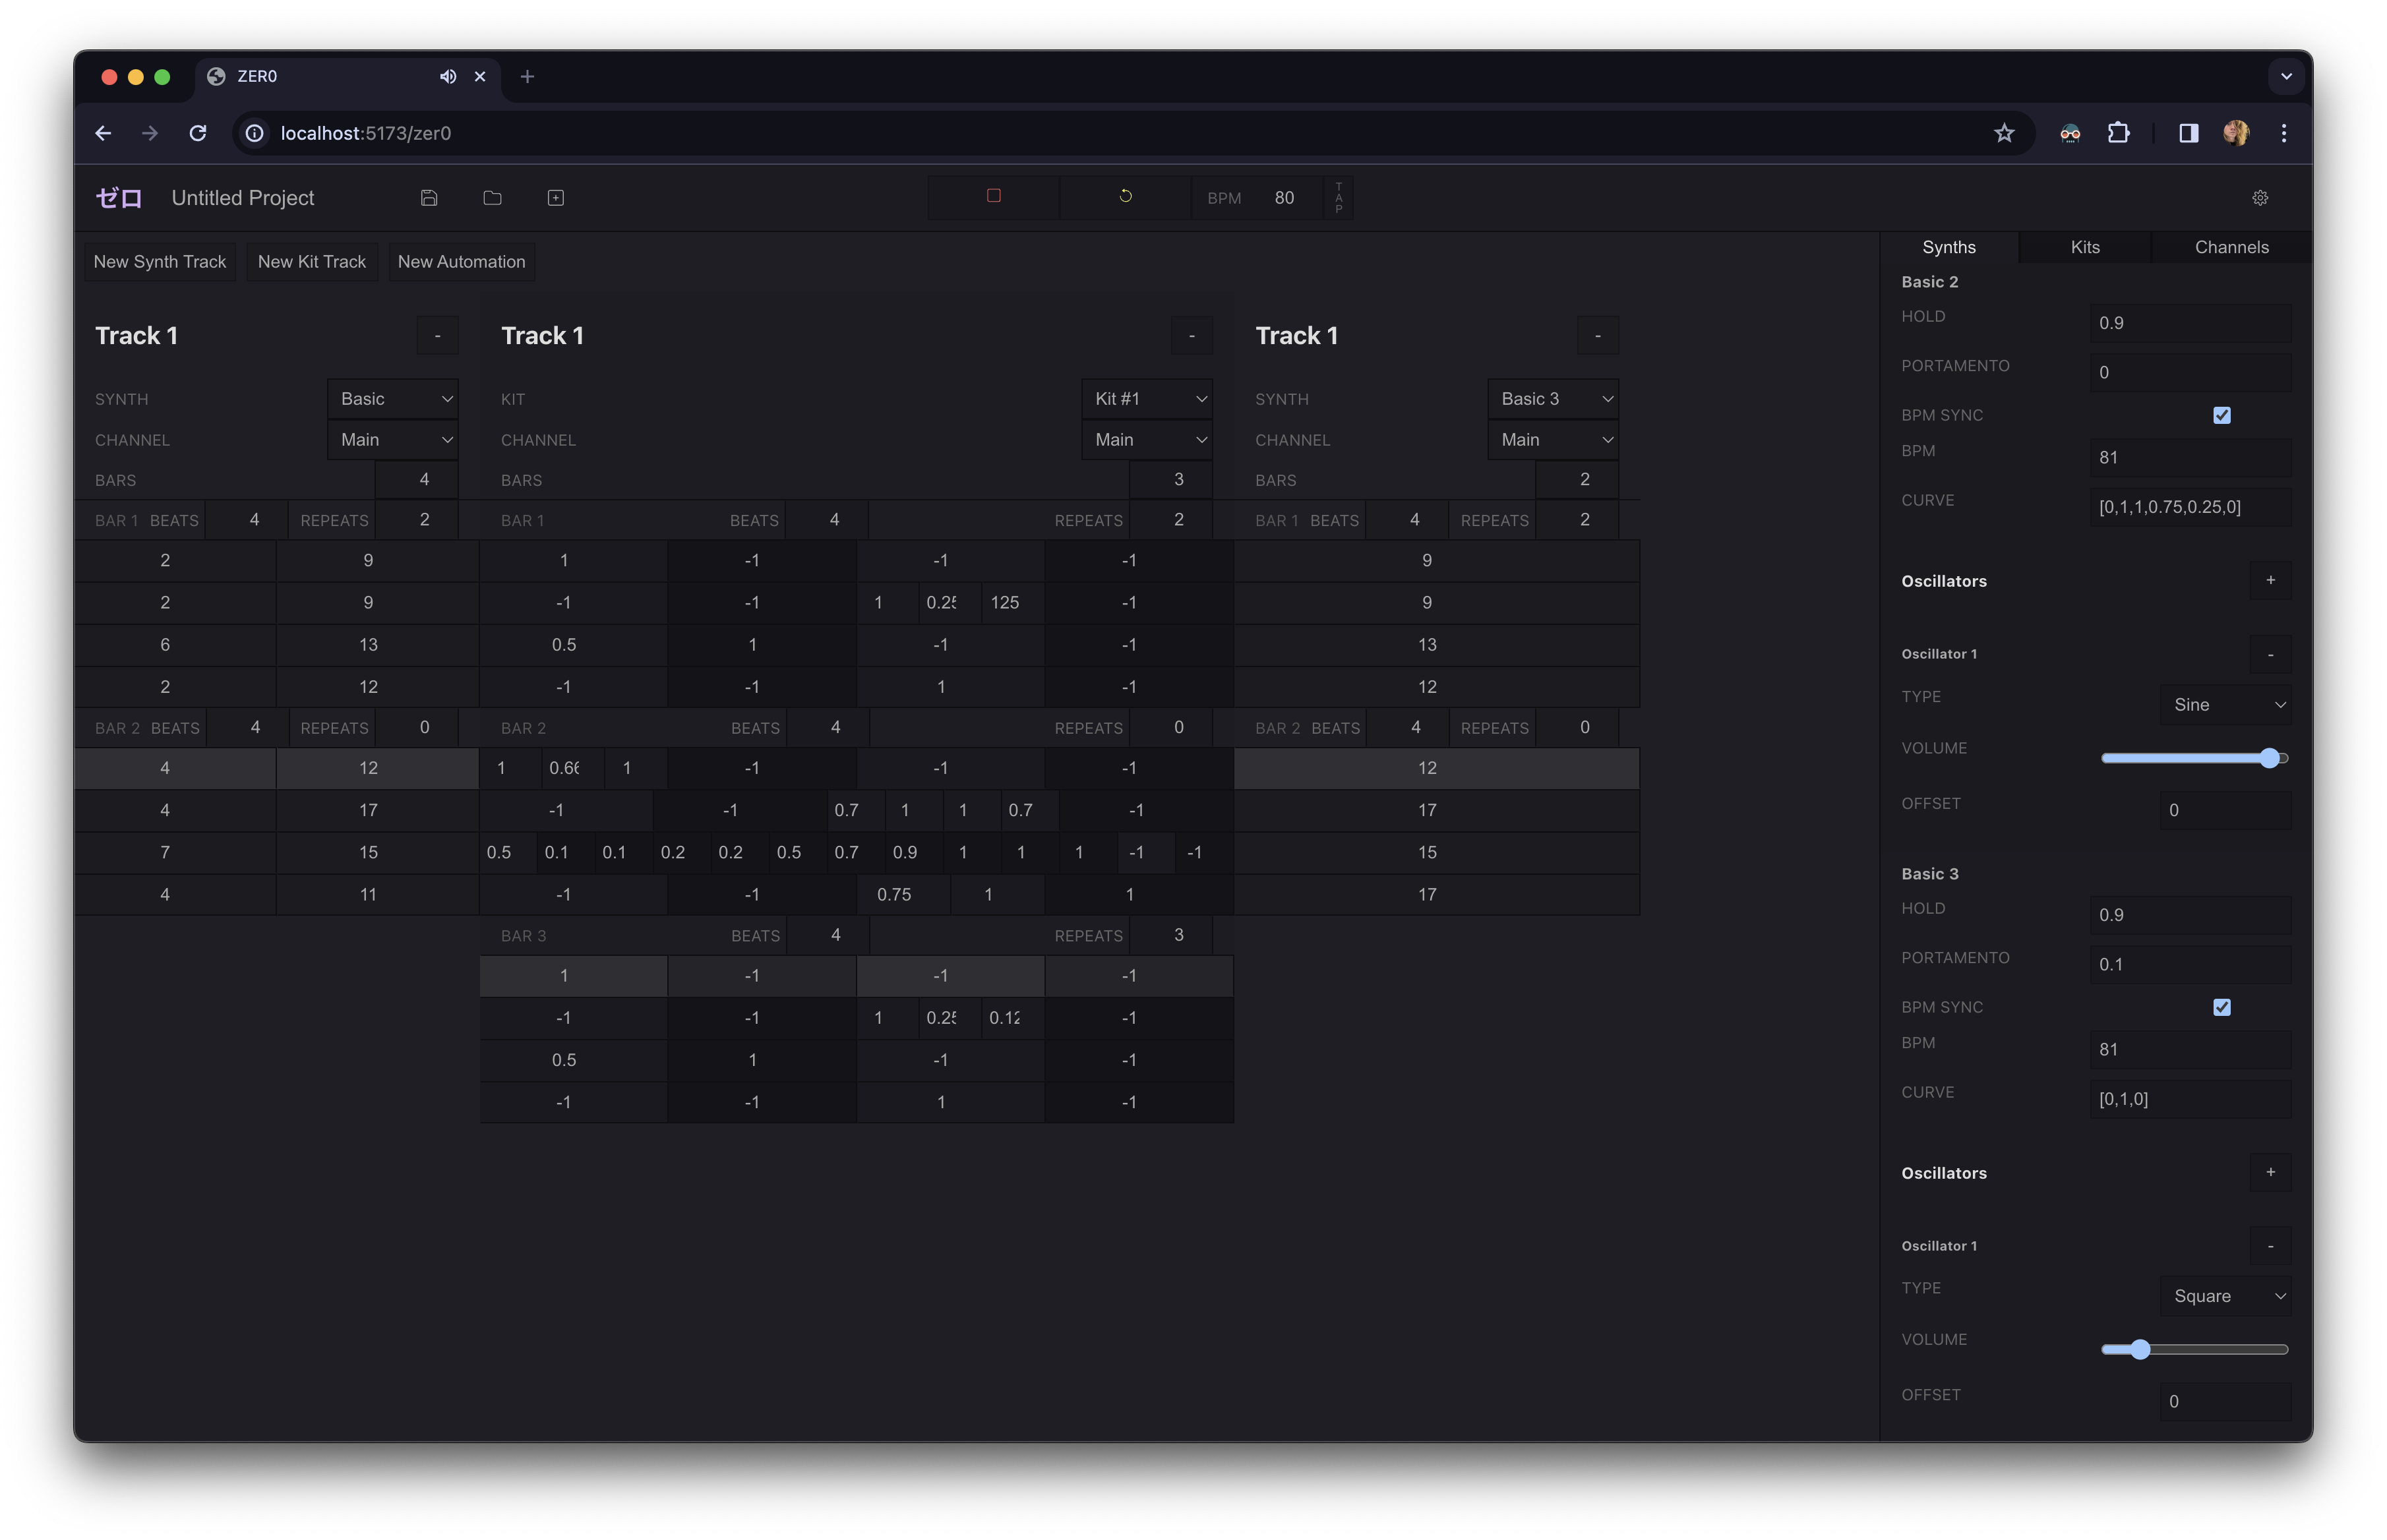 ZER0
localhost:5173/zer0
ゼロ Untitled Project BPM 80 TAP
New Synth Track New Kit Track New Automation
Synths Kits Channels
Track 1 - Track 1 - Track 1 -
SYNTH Basic KIT Kit #1 SYNTH Basic 3
CHANNEL Main CHANNEL Main CHANNEL Main
BARS 4 BARS 3 BARS 2
BAR 1 BEATS 4 REPEATS 2 BAR 1 BEATS 4 REPEATS 2 BAR 1 BEATS 4 REPEATS 2
2 9 1 -1 -1 -1 9
2 9 -1 -1 1 0.25 125 -1 9
6 13 0.5 1 -1 -1 13
2 12 -1 -1 1 -1 12
BAR 2 BEATS 4 REPEATS 0 BAR 2 BEATS 4 REPEATS 0 BAR 2 BEATS 4 REPEATS 0
4 12 1 0.66 1 -1 -1 -1 12
4 17 -1 -1 0.7 1 1 0.7 -1 17
7 15 0.5 0.1 0.1 0.2 0.2 0.5 0.7 0.9 1 1 1 -1 -1 15
4 11 -1 -1 0.75 1 1 17
BAR 3 BEATS 4 REPEATS 3
1 -1 -1 -1
-1 -1 1 0.25 0.12 -1
0.5 1 -1 -1
-1 -1 1 -1
Basic 2
HOLD 0.9
PORTAMENTO 0
BPM SYNC
BPM 81
CURVE [0,1,1,0.75,0.25,0]
Oscillators +
Oscillator 1 -
TYPE Sine
VOLUME
OFFSET 0
Basic 3
HOLD 0.9
PORTAMENTO 0.1
BPM SYNC
BPM 81
CURVE [0,1,0]
Oscillators +
Oscillator 1 -
TYPE Square
VOLUME
OFFSET 0